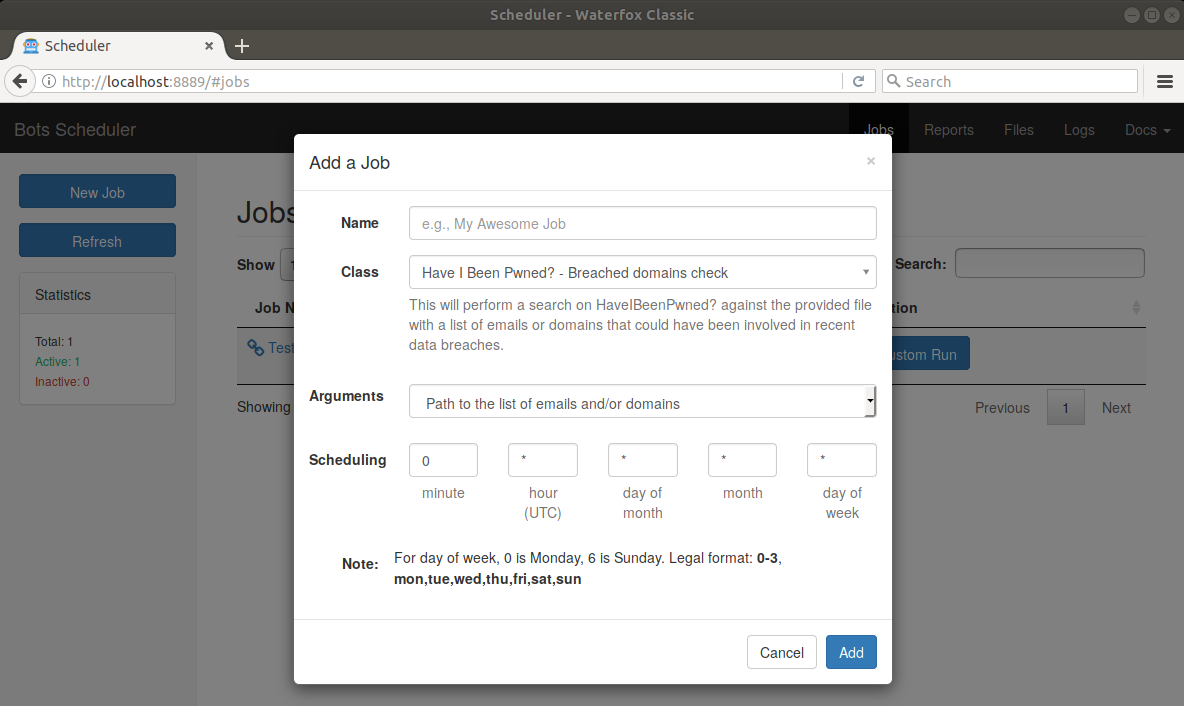 Scheduler - Waterfox Classic
Scheduler
http://localhost:8889/#jobs
Search
Bots Scheduler
Jobs
Reports
Files
Logs
Docs
New Job
Refresh
Statistics
Total: 1
Active: 1
Inactive: 0
Jobs
Show
Search:
Job N
tion
Test
ustom Run
Showing
Previous
1
Next
Add a Job
×
Name
e.g., My Awesome Job
Class
Have I Been Pwned? - Breached domains check
This will perform a search on HaveIBeenPwned? against the provided file
with a list of emails or domains that could have been involved in recent
data breaches.
Arguments
Path to the list of emails and/or domains
Scheduling
0
*
*
*
*
minute
hour
(UTC)
day of
month
month
day of
week
Note:
For day of week, 0 is Monday, 6 is Sunday. Legal format: 0-3,
mon,tue,wed,thu,fri,sat,sun
Cancel
Add